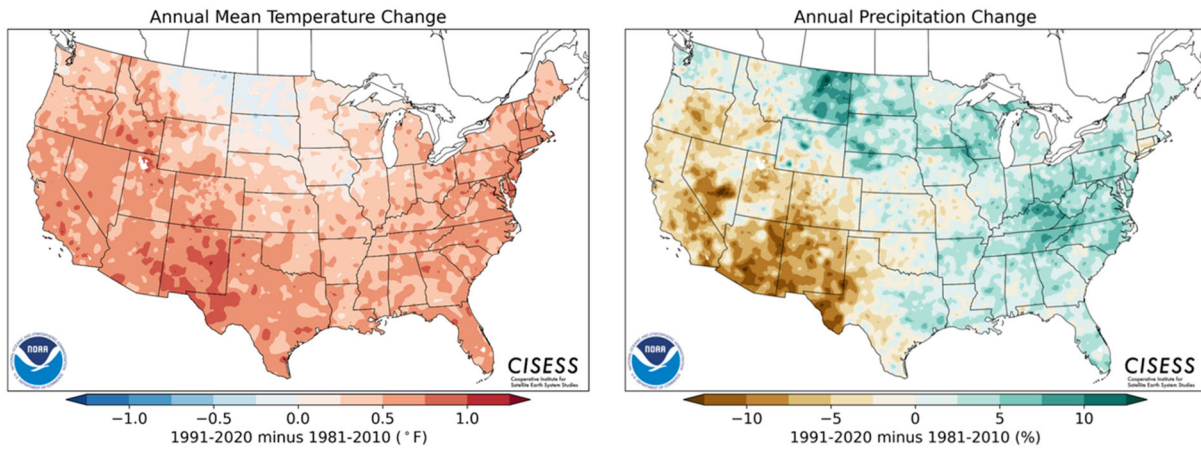 Annual Mean Temperature Change
NOAA
CISESS
Cooperative Institute for
Satellite Earth System Studies
−1.0 −0.5 0.0 0.5 1.0
1991-2020 minus 1981-2010 (°F)
Annual Precipitation Change
NOAA
CISESS
Cooperative Institute for
Satellite Earth System Studies
−10 −5 0 5 10
1991-2020 minus 1981-2010 (%)